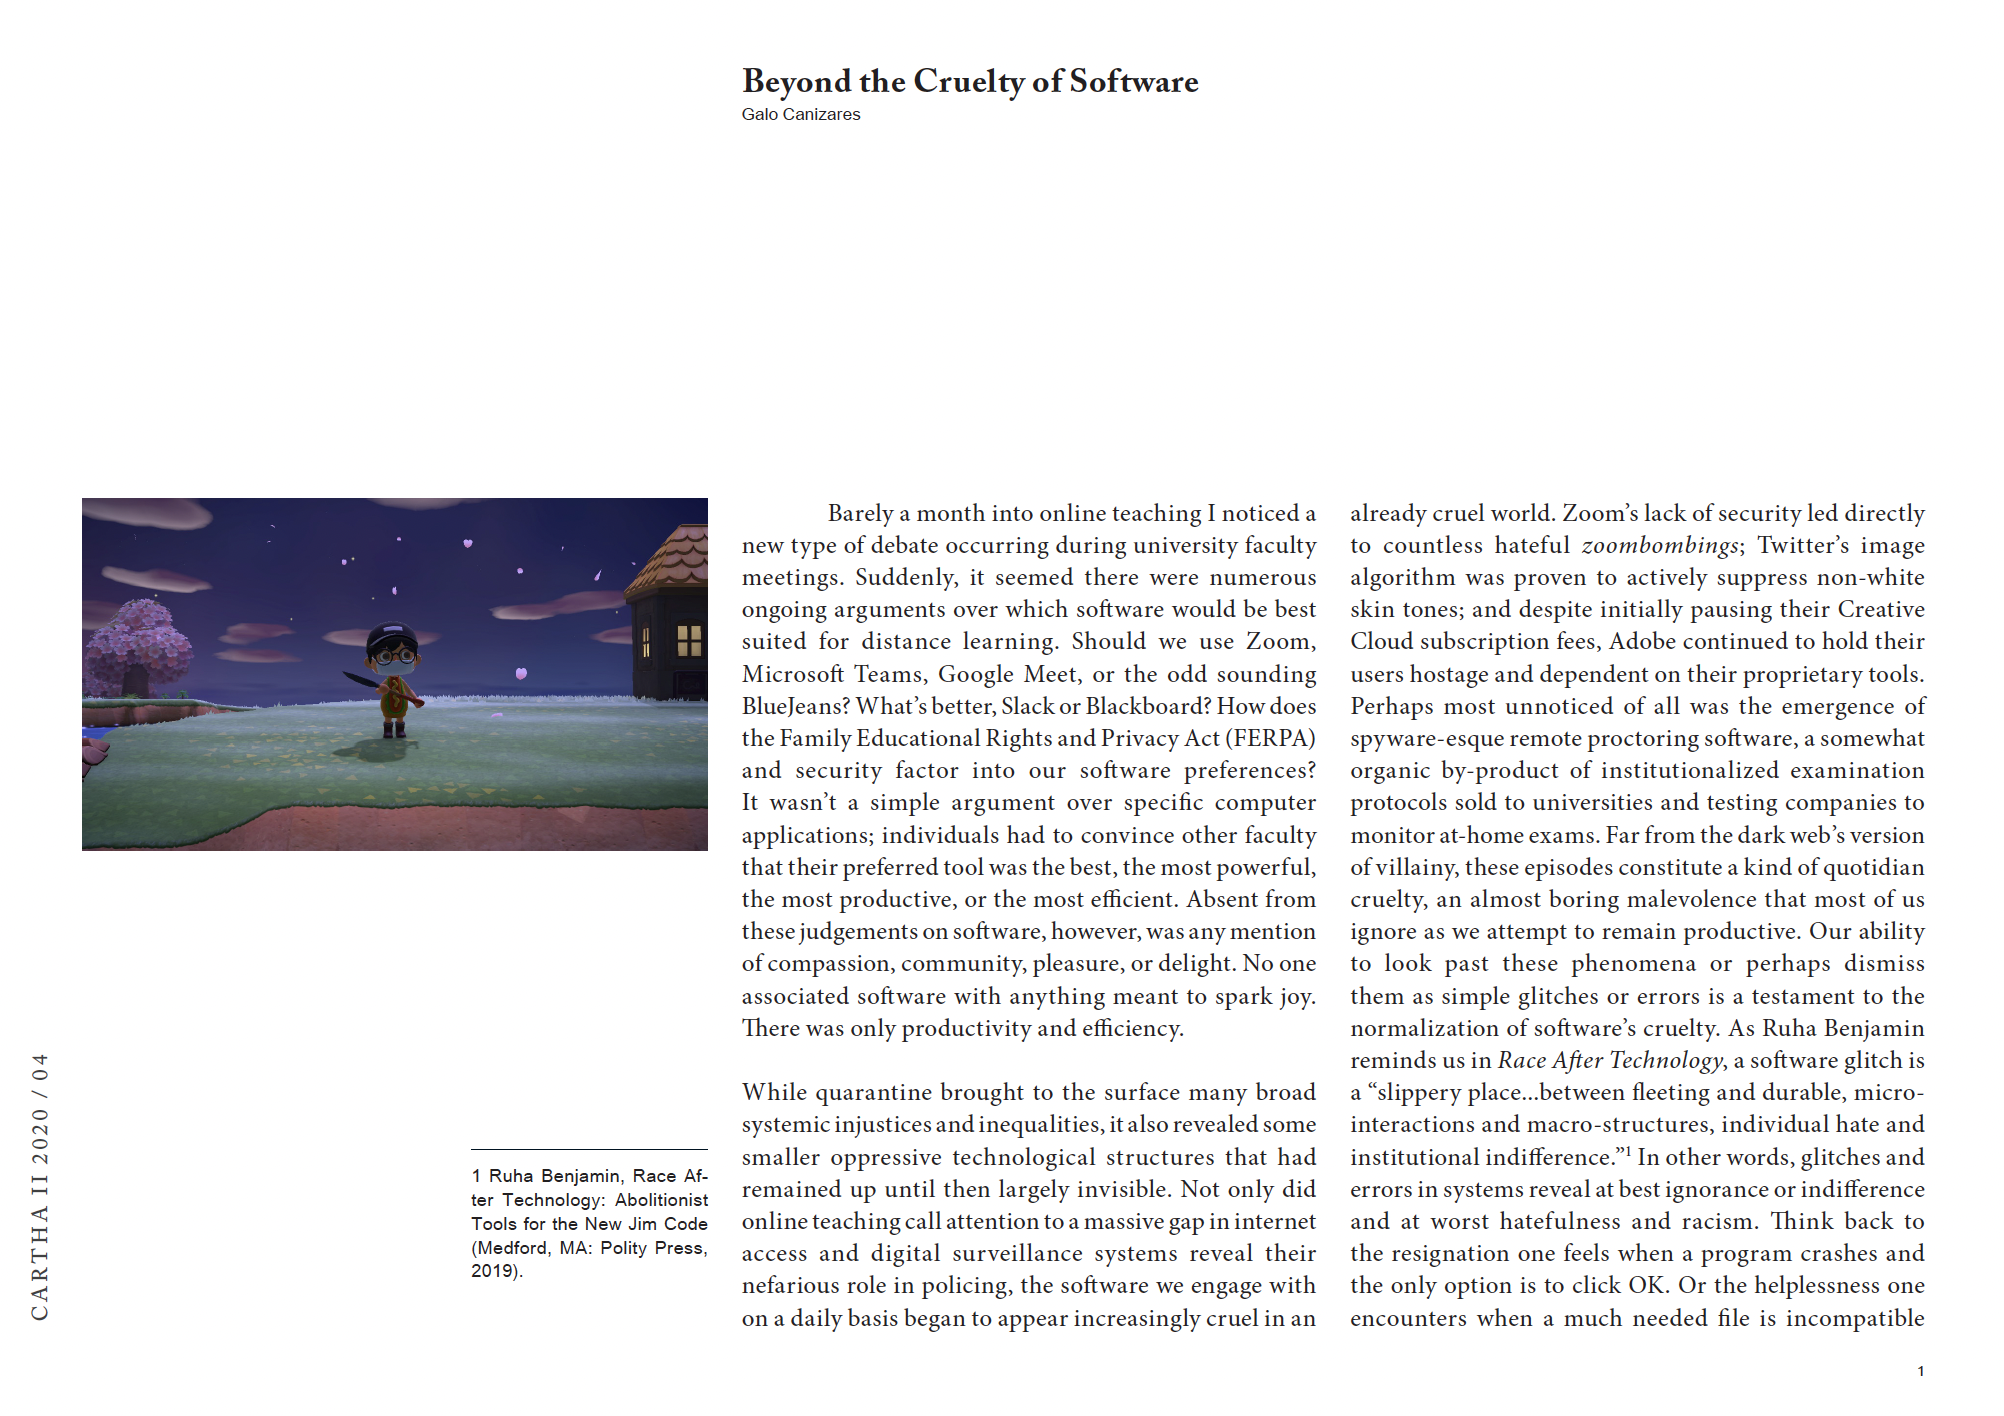 Beyond the Cruelty of Software
Galo Canizares
Barely a month into online teaching I noticed a
new type of debate occurring during university faculty
meetings. Suddenly, it seemed there were numerous
ongoing arguments over which software would be best
suited for distance learning. Should we use Zoom,
Microsoft Teams, Google Meet, or the odd sounding
BlueJeans? What’s better, Slack or Blackboard? How does
the Family Educational Rights and Privacy Act (FERPA)
and security factor into our software preferences?
It wasn’t a simple argument over specific computer
applications; individuals had to convince other faculty
that their preferred tool was the best, the most powerful,
the most productive, or the most efficient. Absent from
these judgements on software, however, was any mention
of compassion, community, pleasure, or delight. No one
associated software with anything meant to spark joy.
There was only productivity and efficiency.
While quarantine brought to the surface many broad
systemic injustices and inequalities, it also revealed some
smaller oppressive technological structures that had
remained up until then largely invisible. Not only did
online teaching call attention to a massive gap in internet
access and digital surveillance systems reveal their
nefarious role in policing, the software we engage with
on a daily basis began to appear increasingly cruel in an
already cruel world. Zoom’s lack of security led directly
to countless hateful zoombombings; Twitter’s image
algorithm was proven to actively suppress non-white
skin tones; and despite initially pausing their Creative
Cloud subscription fees, Adobe continued to hold their
users hostage and dependent on their proprietary tools.
Perhaps most unnoticed of all was the emergence of
spyware-esque remote proctoring software, a somewhat
organic by-product of institutionalized examination
protocols sold to universities and testing companies to
monitor at-home exams. Far from the dark web’s version
of villainy, these episodes constitute a kind of quotidian
cruelty, an almost boring malevolence that most of us
ignore as we attempt to remain productive. Our ability
to look past these phenomena or perhaps dismiss
them as simple glitches or errors is a testament to the
normalization of software’s cruelty. As Ruha Benjamin
reminds us in Race After Technology, a software glitch is
a “slippery place...between fleeting and durable, micro-
interactions and macro-structures, individual hate and
institutional indifference.”1 In other words, glitches and
errors in systems reveal at best ignorance or indifference
and at worst hatefulness and racism. Think back to
the resignation one feels when a program crashes and
the only option is to click OK. Or the helplessness one
encounters when a much needed file is incompatible
1 Ruha Benjamin, Race Af-
ter Technology: Abolitionist
Tools for the New Jim Code
(Medford, MA: Polity Press,
2019).
CARTHA II 2020 / 04
1